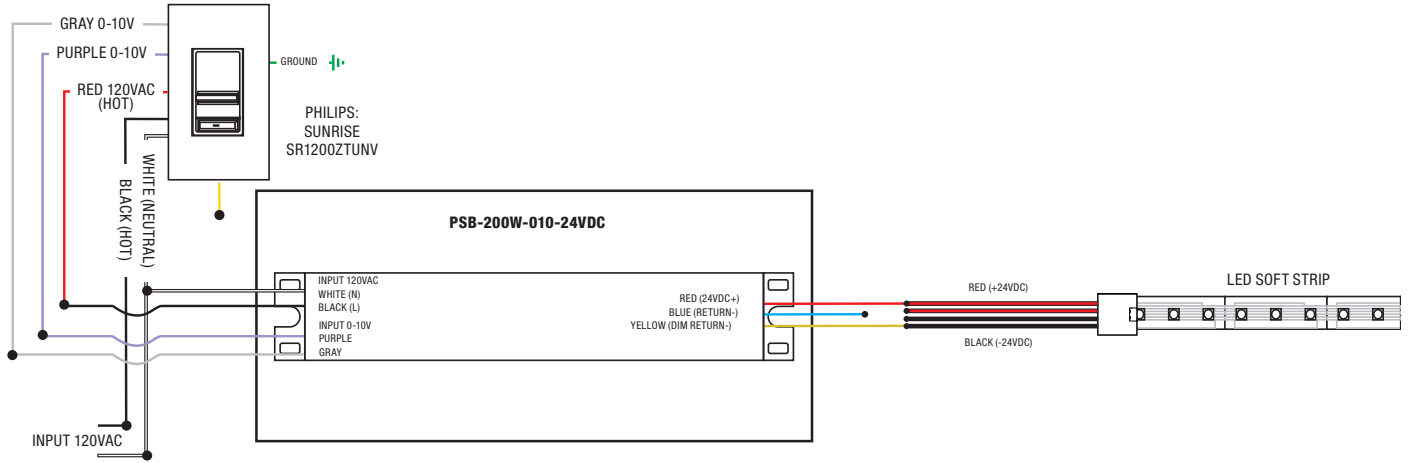 GRAY 0-10V
PURPLE 0-10V
RED 120VAC
(HOT)
GROUND
PHILIPS:
SUNRISE
SR1200ZTUNV
WHITE (NEUTRAL)
BLACK (HOT)
INPUT 120VAC
PSB-200W-010-24VDC
INPUT 120VAC
WHITE (N)
BLACK (L)
INPUT 0-10V
PURPLE
GRAY
RED (24VDC+)
BLUE (RETURN-)
YELLOW (DIM RETURN-)
RED (+24VDC)
BLACK (-24VDC)
LED SOFT STRIP